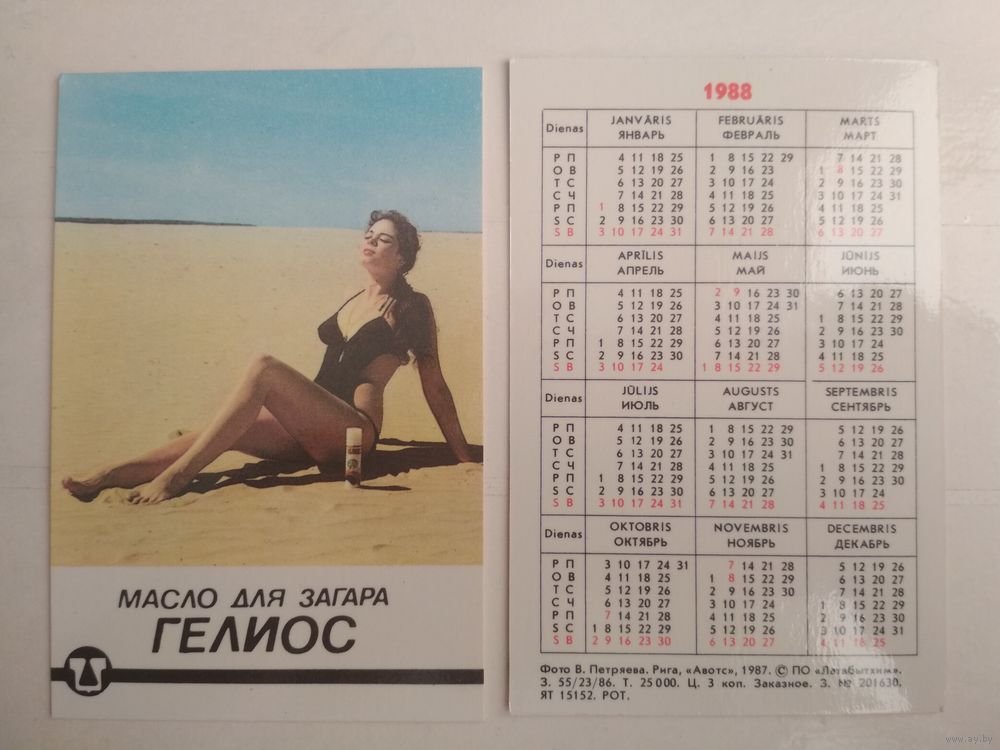 МАСЛО ДЛЯ ЗАГАРА
ГЕЛИОС
1988
Dienas JANVĀRIS FEBRUĀRIS MARTS
ЯНВАРЬ ФЕВРАЛЬ МАРТ
P П 4 11 18 25 1 8 15 22 29 7 14 21 28
O В 5 12 19 26 2 9 16 23 1 8 15 22 29
T С 6 13 20 27 3 10 17 24 2 9 16 23 30
C Ч 7 14 21 28 4 11 18 25 3 10 17 24 31
P П 1 8 15 22 29 5 12 19 26 4 11 18 25
S С 2 9 16 23 30 6 13 20 27 5 12 19 26
S В 3 10 17 24 31 7 14 21 28 6 13 20 27
Dienas APRĪLIS MAIJS JŪNIJS
АПРЕЛЬ МАЙ ИЮНЬ
P П 4 11 18 25 2 9 16 23 30 6 13 20 27
O В 5 12 19 26 3 10 17 24 31 7 14 21 28
T С 6 13 20 27 4 11 18 25 1 8 15 22 29
C Ч 7 14 21 28 5 12 19 26 2 9 16 23 30
P П 1 8 15 22 29 6 13 20 27 3 10 17 24
S С 2 9 16 23 30 7 14 21 28 4 11 18 25
S В 3 10 17 24 1 8 15 22 29 5 12 19 26
Dienas JŪLIJS AUGUSTS SEPTEMBRIS
ИЮЛЬ АВГУСТ СЕНТЯБРЬ
P П 4 11 18 25 1 8 15 22 29 5 12 19 26
O В 5 12 19 26 2 9 16 23 30 6 13 20 27
T С 6 13 20 27 3 10 17 24 31 7 14 21 28
C Ч 7 14 21 28 4 11 18 25 1 8 15 22 29
P П 1 8 15 22 29 5 12 19 26 2 9 16 23 30
S С 2 9 16 23 30 6 13 20 27 3 10 17 24
S В 3 10 17 24 31 7 14 21 28 4 11 18 25
Dienas OKTOBRIS NOVEMBRIS DECEMBRIS
ОКТЯБРЬ НОЯБРЬ ДЕКАБРЬ
P П 3 10 17 24 31 7 14 21 28 5 12 19 26
O В 4 11 18 25 1 8 15 22 29 6 13 20 27
T С 5 12 19 26 2 9 16 23 30 7 14 21 28
C Ч 6 13 20 27 3 10 17 24 1 8 15 22 29
P П 7 14 21 28 4 11 18 25 2 9 16 23 30
S С 1 8 15 22 29 5 12 19 26 3 10 17 24 31
S В 2 9 16 23 30 6 13 20 27 4 11 18 25
Фото В. Петряева. Рига, «Авотс», 1987. © ПО «Латвбытхим».
З. 55/23/86. Т. 25 000. Ц. 3 коп. Заказное. З. № 201630.
ЯТ 15152. РОТ.
www.ay.by